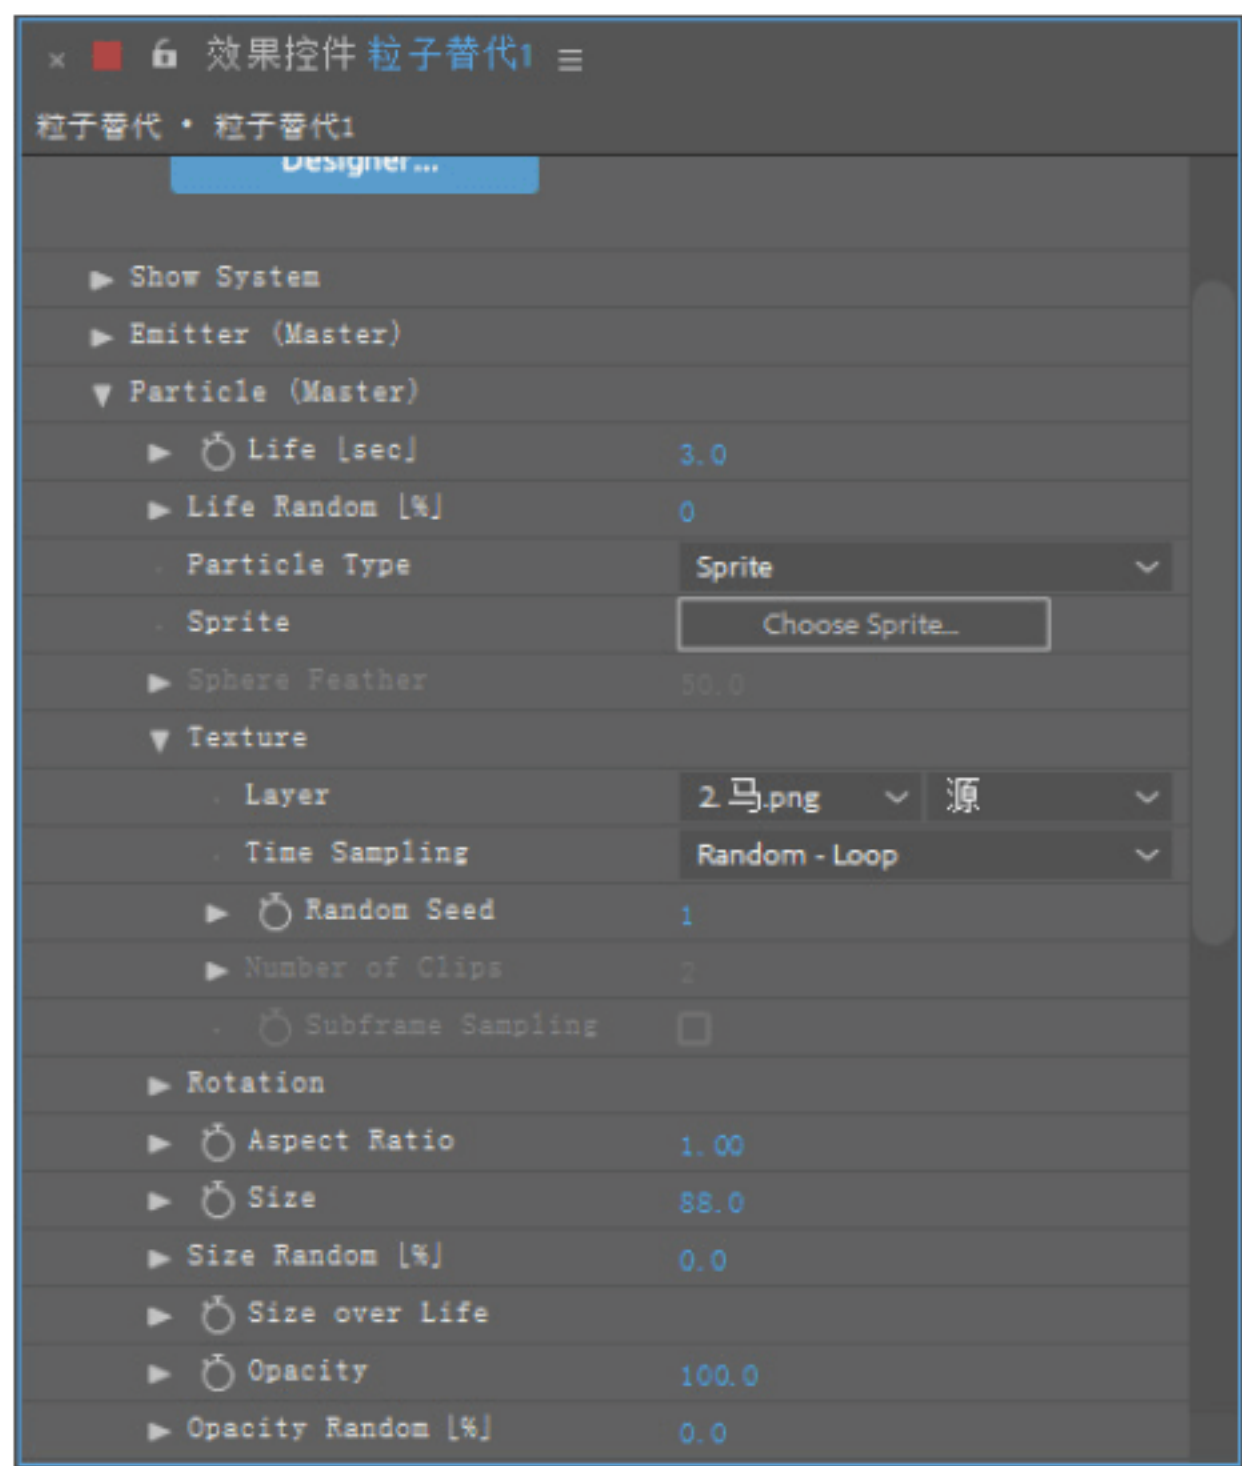 × 效果控件 粒子替代1 ≡
粒子替代 • 粒子替代1
Designer...
Show System
Emitter (Master)
Particle (Master)
Life [sec] 3.0
Life Random [%] 0
Particle Type Sprite
Sprite Choose Sprite...
Sphere Feather 50.0
Texture
Layer 2. 马.png 源
Time Sampling Random - Loop
Random Seed 1
Number of Clips 2
Subframe Sampling
Rotation
Aspect Ratio 1.00
Size 88.0
Size Random [%] 0.0
Size over Life
Opacity 100.0
Opacity Random [%] 0.0